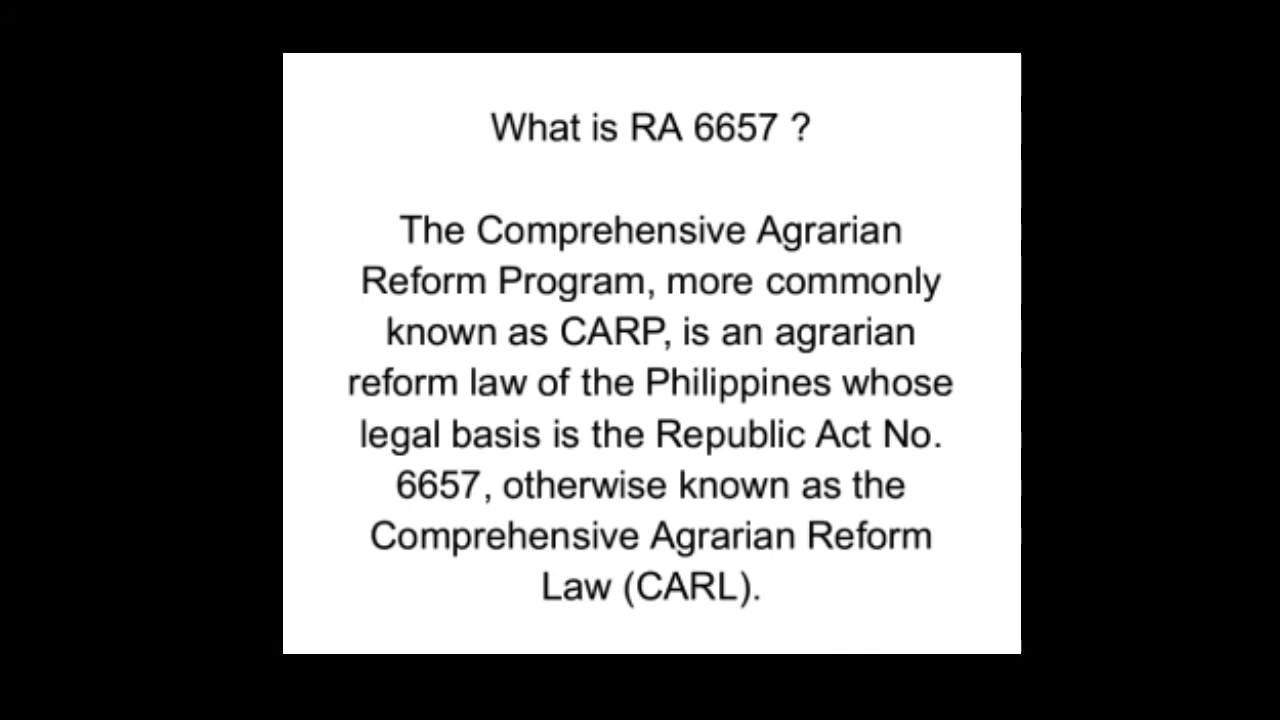 What is RA 6657 ?
The Comprehensive Agrarian
Reform Program, more commonly
known as CARP, is an agrarian
reform law of the Philippines whose
legal basis is the Republic Act No.
6657, otherwise known as the
Comprehensive Agrarian Reform
Law (CARL).